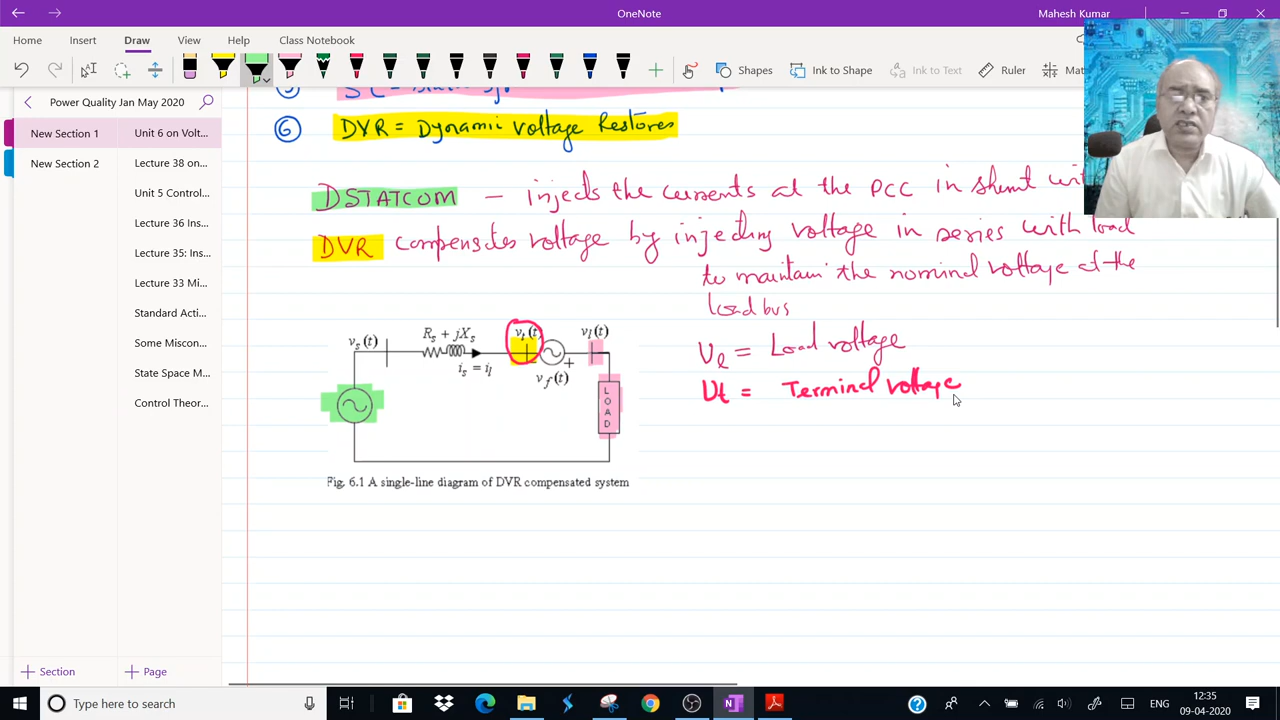 OneNote
Mahesh Kumar
Home
Insert
Draw
View
Help
Class Notebook
Shapes
Ink to Shape
Ink to Text
Ruler
Mat
Power Quality Jan May 2020
New Section 1
New Section 2
Unit 6 on Volt...
Lecture 38 on...
Unit 5 Control...
Lecture 36 Ins...
Lecture 35: Ins...
Lecture 33 Mi...
Standard Acti...
Some Miscon...
State Space M...
Control Theor...
Section
Page
6 DVR = Dynamic Voltage Restores
DSTATCOM – injects the currents at the PCC in shunt wit
DVR compensates voltage by injecting voltage in series with load
to maintain the nominal voltage at the
load bus
vs(t)
Rs + jXs
vt(t)
vl(t)
is = il
vf(t)
+
LOAD
Vl = Load voltage
Vt = Terminal voltage
Fig. 6.1 A single-line diagram of DVR compensated system
Type here to search
ENG
12:35
09-04-2020